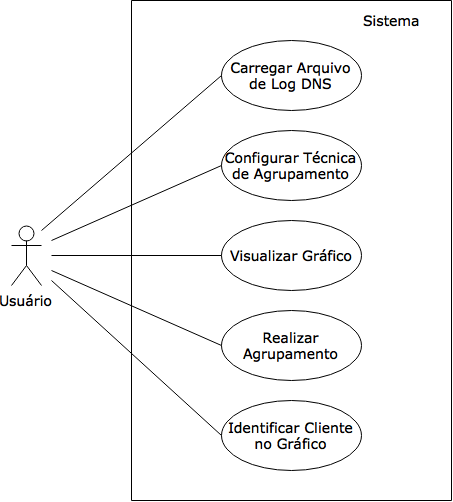 Sistema
Carregar Arquivo
de Log DNS
Configurar Técnica
de Agrupamento
Visualizar Gráfico
Usuário
Realizar
Agrupamento
Identificar Cliente
no Gráfico